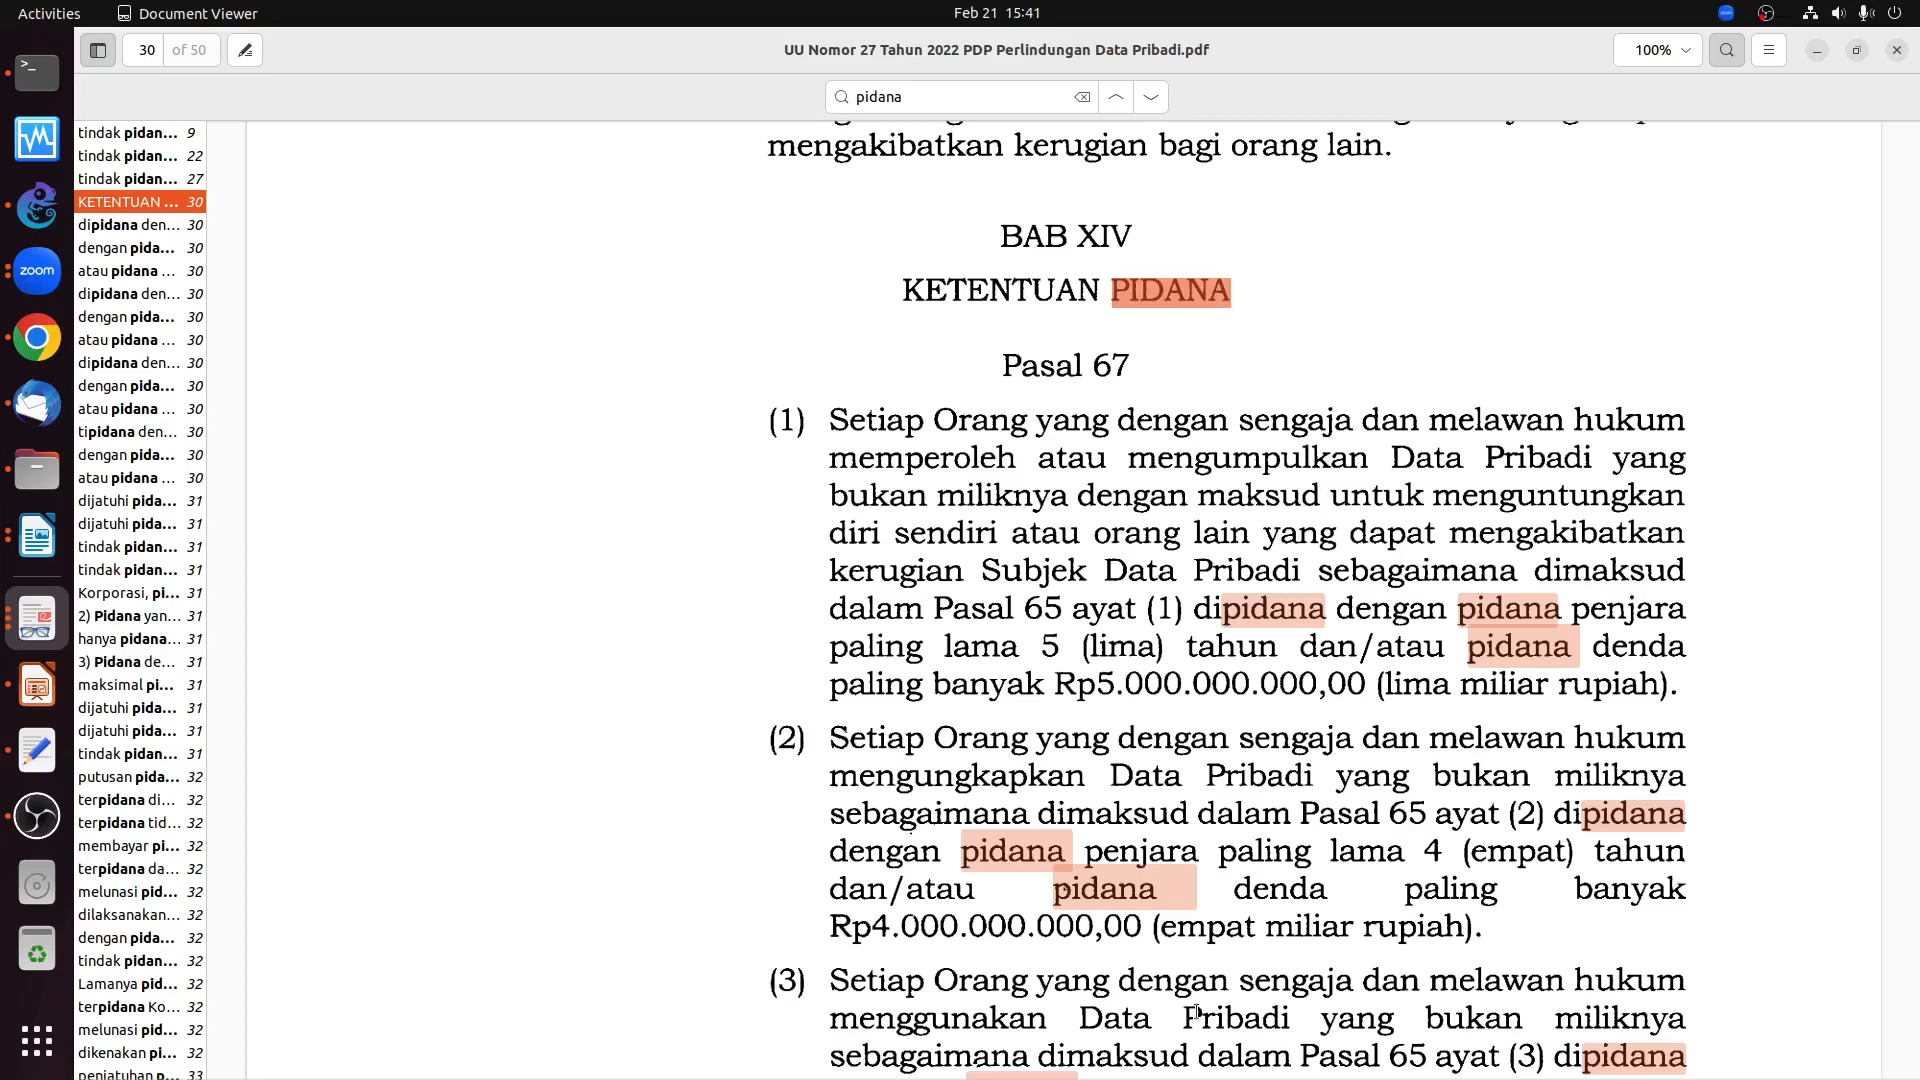 Activities
Document Viewer
Feb 21 15:41
zoom
30
of 50
UU Nomor 27 Tahun 2022 PDP Perlindungan Data Pribadi.pdf
100%
pidana
tindak pidan... 9
tindak pidan... 22
tindak pidan... 27
KETENTUAN ... 30
dipidana den... 30
dengan pida... 30
atau pidana ... 30
dipidana den... 30
dengan pida... 30
atau pidana ... 30
dipidana den... 30
dengan pida... 30
atau pidana ... 30
tipidana den... 30
dengan pida... 30
atau pidana ... 30
dijatuhi pida... 31
dijatuhi pida... 31
tindak pidan... 31
tindak pidan... 31
Korporasi, pi... 31
2) Pidana yan... 31
hanya pidana... 31
3) Pidana de... 31
maksimal pi... 31
dijatuhi pida... 31
dijatuhi pida... 31
tindak pidan... 31
putusan pida... 32
terpidana di... 32
terpidana tid... 32
membayar pi... 32
terpidana da... 32
melunasi pid... 32
dilaksanakan... 32
dengan pida... 32
tindak pidan... 32
Lamanya pid... 32
terpidana Ko... 32
melunasi pid... 32
dikenakan pi... 32
penjatuhan p... 33
zoom
mengakibatkan kerugian bagi orang lain.
BAB XIV
KETENTUAN PIDANA
Pasal 67
(1) Setiap Orang yang dengan sengaja dan melawan hukum
memperoleh atau mengumpulkan Data Pribadi yang
bukan miliknya dengan maksud untuk menguntungkan
diri sendiri atau orang lain yang dapat mengakibatkan
kerugian Subjek Data Pribadi sebagaimana dimaksud
dalam Pasal 65 ayat (1) dipidana dengan pidana penjara
paling lama 5 (lima) tahun dan/atau pidana denda
paling banyak Rp5.000.000.000,00 (lima miliar rupiah).
(2) Setiap Orang yang dengan sengaja dan melawan hukum
mengungkapkan Data Pribadi yang bukan miliknya
sebagaimana dimaksud dalam Pasal 65 ayat (2) dipidana
dengan pidana penjara paling lama 4 (empat) tahun
dan/atau pidana denda paling banyak
Rp4.000.000.000,00 (empat miliar rupiah).
(3) Setiap Orang yang dengan sengaja dan melawan hukum
menggunakan Data Pribadi yang bukan miliknya
sebagaimana dimaksud dalam Pasal 65 ayat (3) dipidana